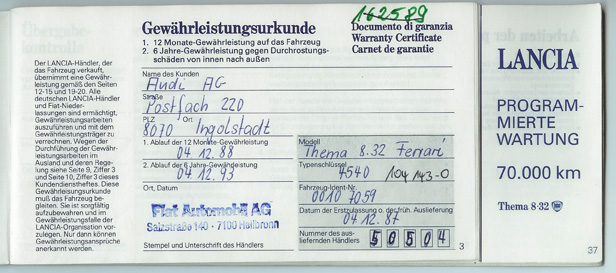 162589
Gewährleistungsurkunde
1. 12 Monate-Gewährleistung auf das Fahrzeug
2. 6 Jahre-Gewährleistung gegen Durchrostungs-
schäden von innen nach außen
Documento di garanzia
Warranty Certificate
Carnet de garantie
Der LANCIA-Händler, der
das Fahrzeug verkauft,
übernimmt eine Gewähr-
leistung gemäß den Seiten
12-15 und 19-20. Alle
deutschen LANCIA-Händler
und Fiat-Nieder-
lassungen sind ermächtigt,
Gewährleistungsarbeiten
auszuführen und mit dem
Gewährleistungsträger zu
verrechnen. Wegen der
Durchführung der Gewähr-
leistungsarbeiten im
Ausland und deren Rege-
lung siehe Seite 9, Ziffer 3
und Seite 10, Ziffer 3 dieses
Kundendienstheftes. Diese
Gewährleistungsurkunde
muß das Fahrzeug be-
gleiten. Sie ist sorgfältig
aufzubewahren und im
Gewährleistungsfalle der
LANCIA-Organisation vor-
zulegen. Nur dann können
Gewährleistungsansprüche
anerkannt werden.
Name des Kunden
Audi AG
Straße
Postfach 220
PLZ Ort
8070 Ingolstadt
1. Ablauf der 12 Monate-Gewährleistung
04.12.88
2. Ablauf der 6 Jahre-Gewährleistung
04.12.93
Ort, Datum
Fiat Automobil AG
Salzstraße 140 · 7100 Heilbronn
Stempel und Unterschrift des Händlers
Modell
Thema 8.32 Ferrari
Typenschlüssel
4540 104 143-0
Fahrzeug-Ident-Nr.
0010 7059
Datum der Erstzulassung o. der früh. Auslieferung
04.12.87
Nummer des aus-
liefernden Händlers
50504
3
LANCIA
PROGRAM-
MIERTE
WARTUNG
70.000 km
Thema 8·32
37